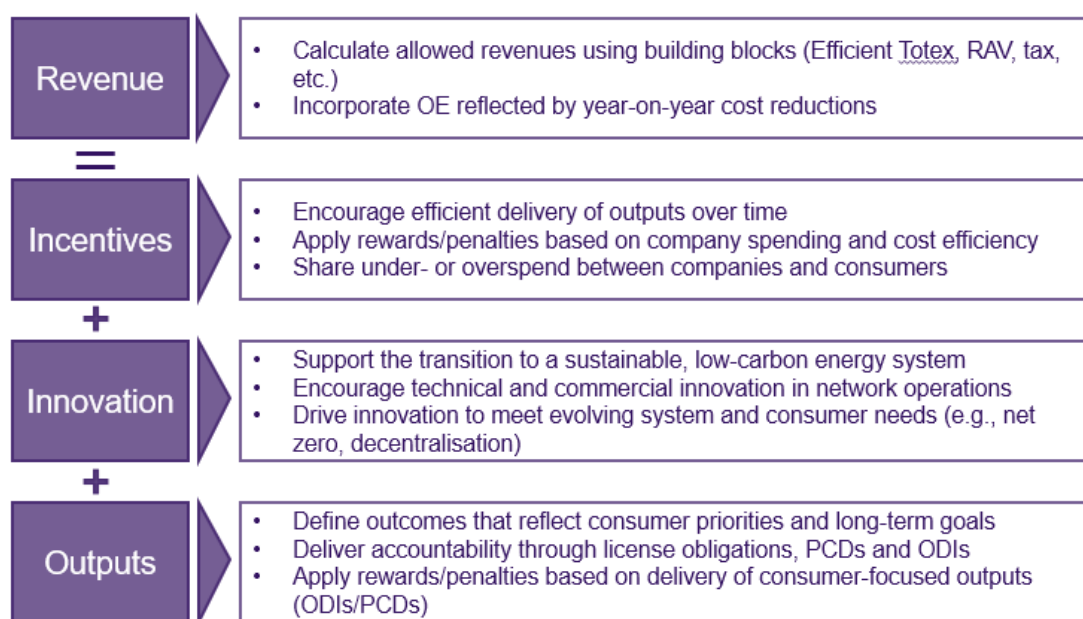 Revenue
• Calculate allowed revenues using building blocks (Efficient Totex, RAV, tax,
etc.)
• Incorporate OE reflected by year-on-year cost reductions
=
Incentives
• Encourage efficient delivery of outputs over time
• Apply rewards/penalties based on company spending and cost efficiency
• Share under- or overspend between companies and consumers
+
Innovation
• Support the transition to a sustainable, low-carbon energy system
• Encourage technical and commercial innovation in network operations
• Drive innovation to meet evolving system and consumer needs (e.g., net
zero, decentralisation)
+
Outputs
• Define outcomes that reflect consumer priorities and long-term goals
• Deliver accountability through license obligations, PCDs and ODIs
• Apply rewards/penalties based on delivery of consumer-focused outputs
(ODIs/PCDs)